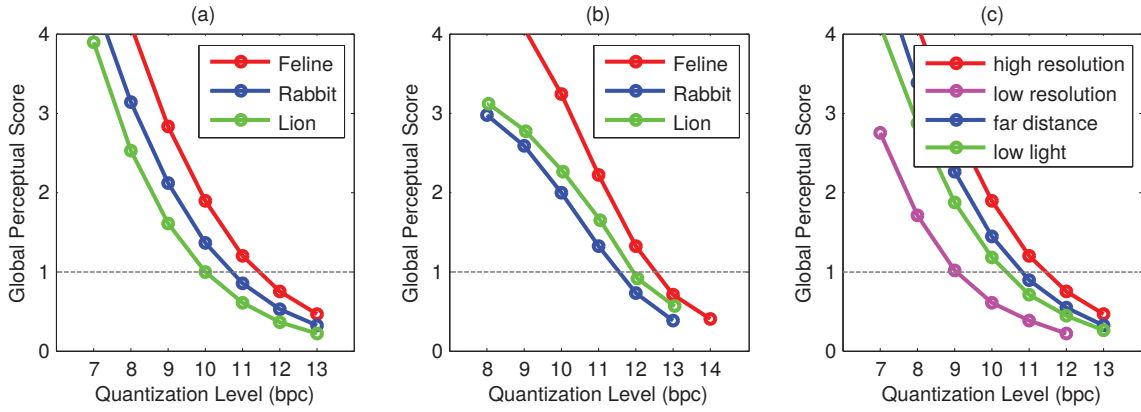 (a)
4
3
2
1
0
Global Perceptual Score
Feline
Rabbit
Lion
7 8 9 10 11 12 13
Quantization Level (bpc)
(b)
4
3
2
1
0
Global Perceptual Score
Feline
Rabbit
Lion
8 9 10 11 12 13 14
Quantization Level (bpc)
(c)
4
3
2
1
0
Global Perceptual Score
high resolution
low resolution
far distance
low light
7 8 9 10 11 12 13
Quantization Level (bpc)